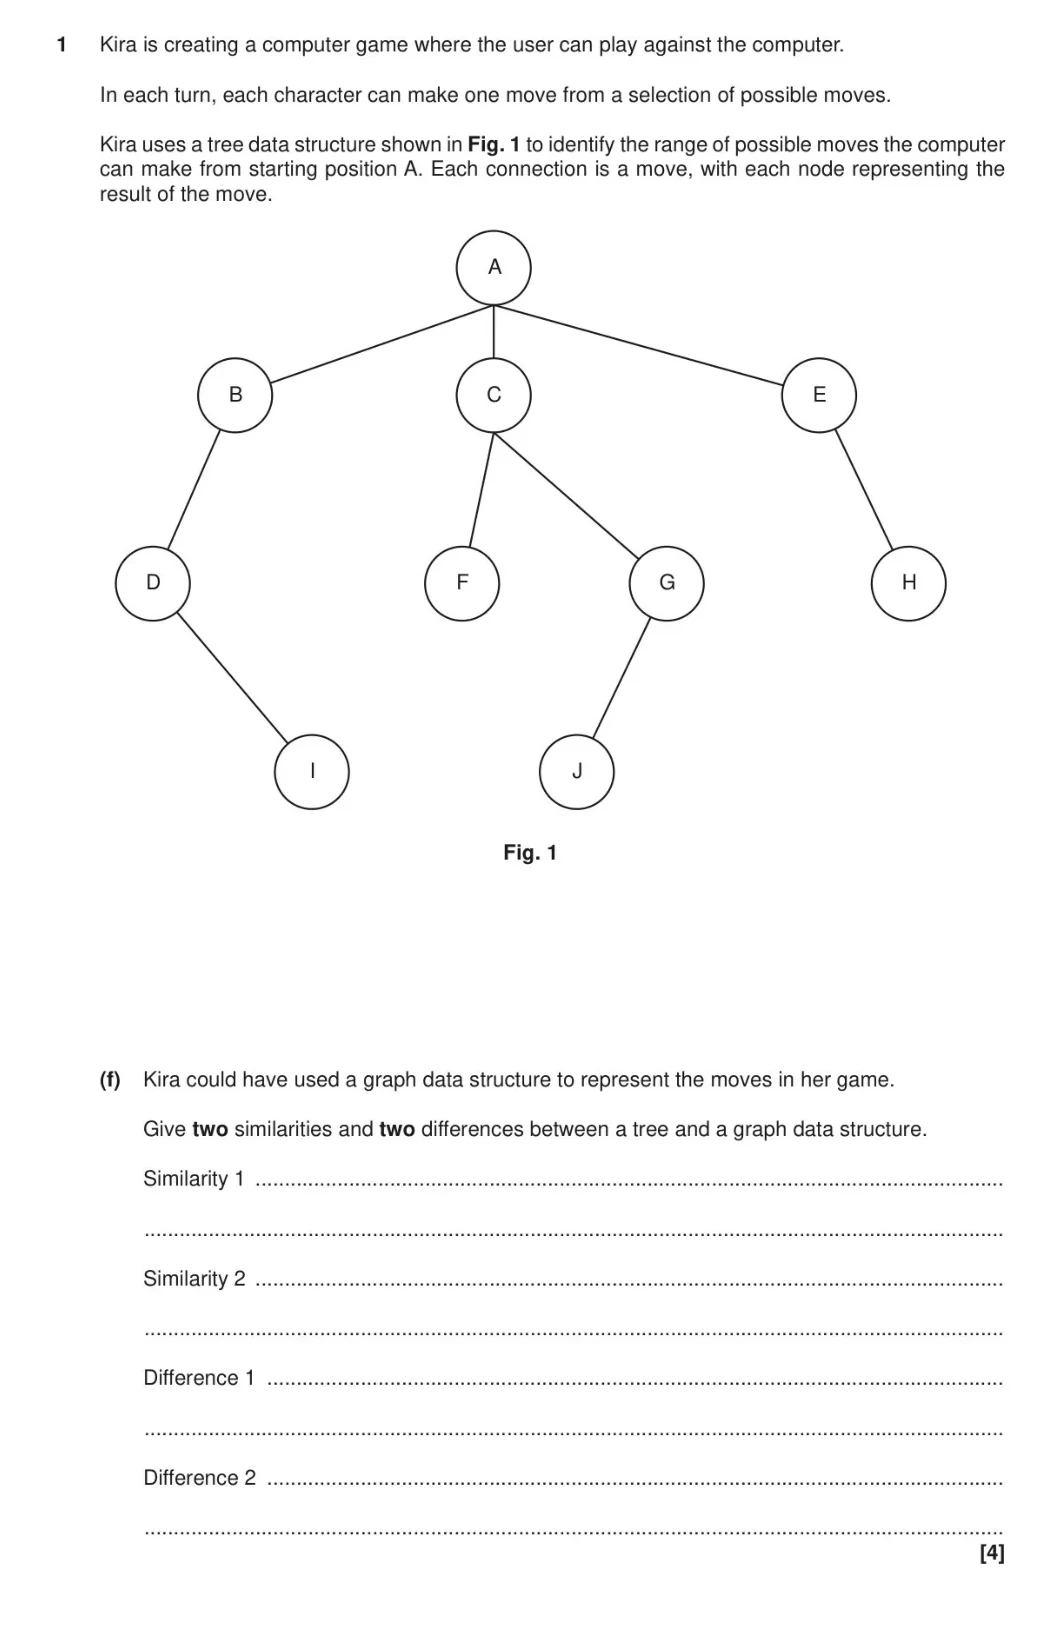 1 Kira is creating a computer game where the user can play against the computer.
In each turn, each character can make one move from a selection of possible moves.
Kira uses a tree data structure shown in Fig. 1 to identify the range of possible moves the computer
can make from starting position A. Each connection is a move, with each node representing the
result of the move.
A
B C E
D F G H
I J
Fig. 1
(f) Kira could have used a graph data structure to represent the moves in her game.
Give two similarities and two differences between a tree and a graph data structure.
Similarity 1 ....................................................................................................
....................................................................................................
Similarity 2 ....................................................................................................
....................................................................................................
Difference 1 ....................................................................................................
....................................................................................................
Difference 2 ....................................................................................................
....................................................................................................
[4]